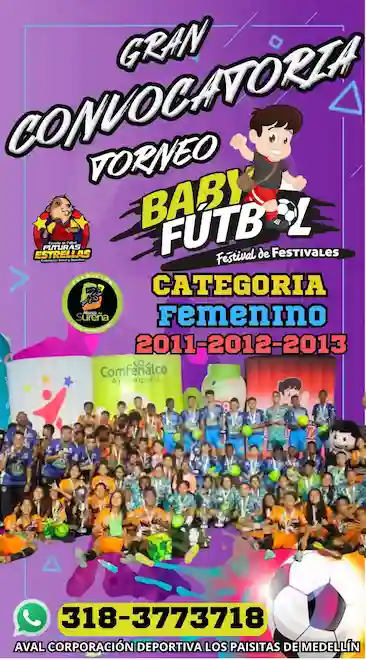 GRAN
CONVOCATORIA
TORNEO
BABY
FÚTBOL
Festival de FESTIVALES
FUTURAS
ESTRELLAS
Sureña
CATEGORIA
FEMENINO
2011-2012-2013
Comfenalco
318-3773718
AVAL CORPORACIÓN DEPORTIVA LOS PAISITAS DE MEDELLÍN